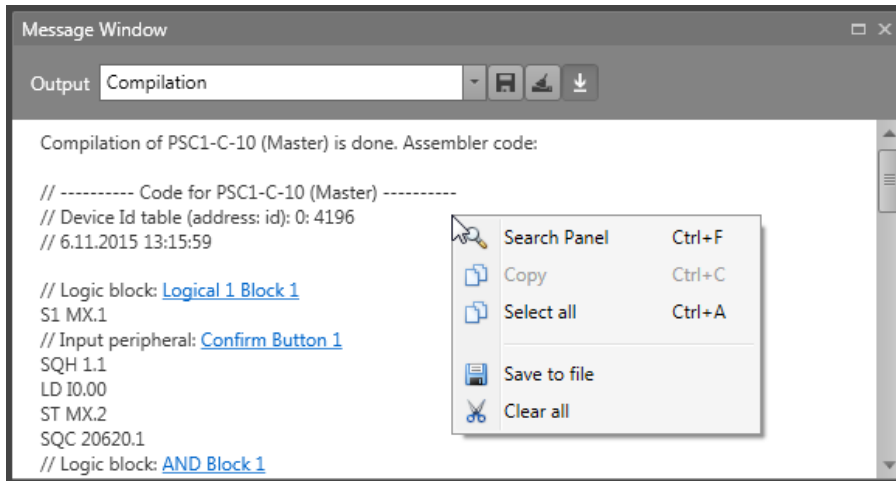 Message Window
Output Compilation
Compilation of PSC1-C-10 (Master) is done. Assembler code:
// ---------- Code for PSC1-C-10 (Master) ----------
// Device Id table (address: id): 0: 4196
// 6.11.2015 13:15:59
// Logic block: Logical 1 Block 1
S1 MX.1
// Input peripheral: Confirm Button 1
SQH 1.1
LD I0.00
ST MX.2
SQC 20620.1
// Logic block: AND Block 1
Search Panel Ctrl+F
Copy Ctrl+C
Select all Ctrl+A
Save to file
Clear all